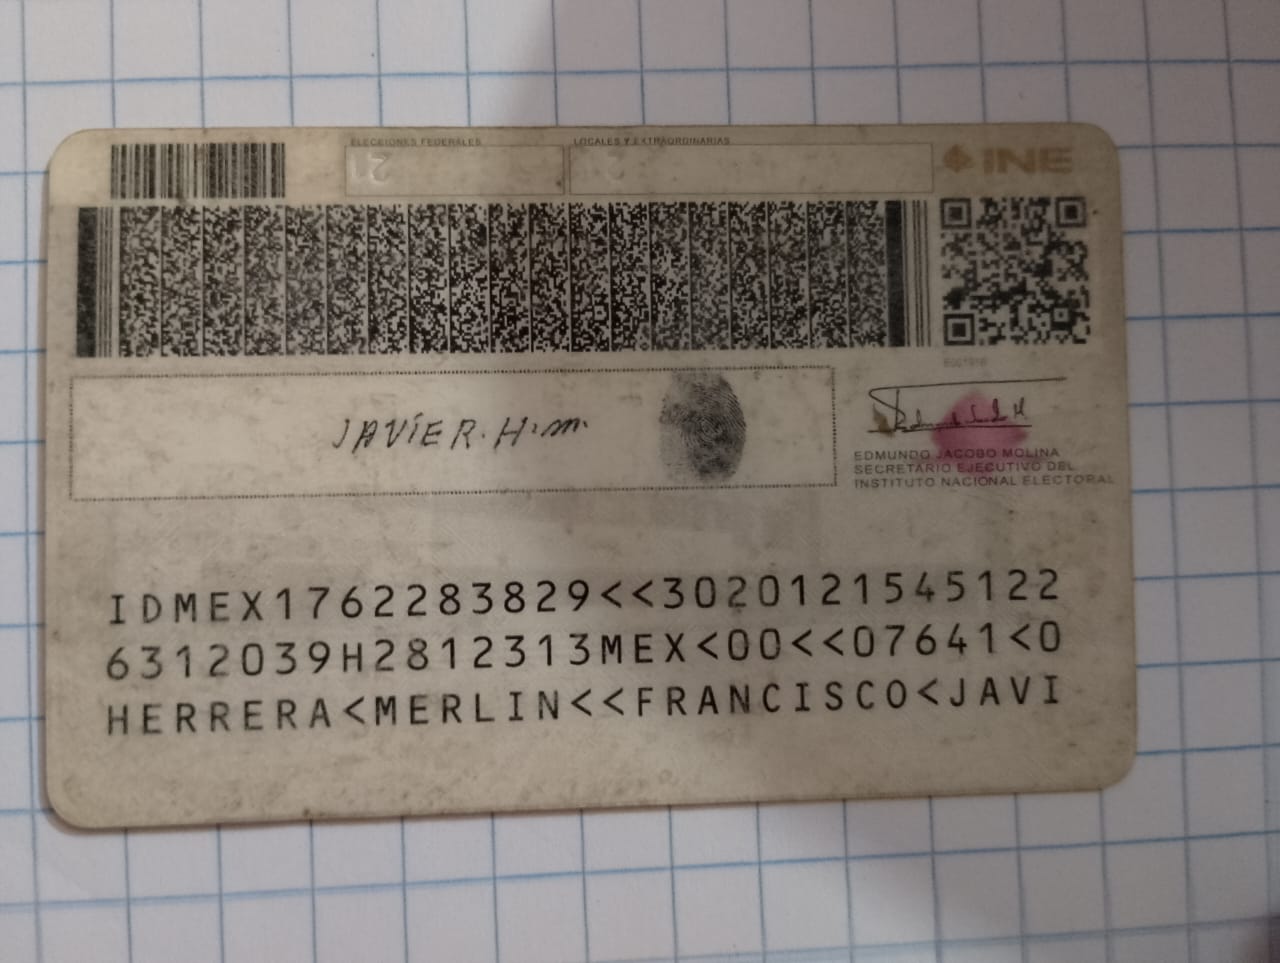 ELECCIONES FEDERALES
LOCALES Y EXTRAORDINARIAS
INE
21
JAVIER. H.m.
EDMUNDO JACOBO MOLINA
SECRETARIO EJECUTIVO DEL
INSTITUTO NACIONAL ELECTORAL
IDMEX1762283829<<3020121545122
6312039H2812313MEX<00<<07641<0
HERRERA<MERLIN<<FRANCISCO<JAVI